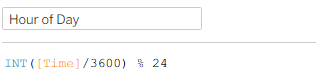 Hour of Day
INT([Time]/3600) % 24